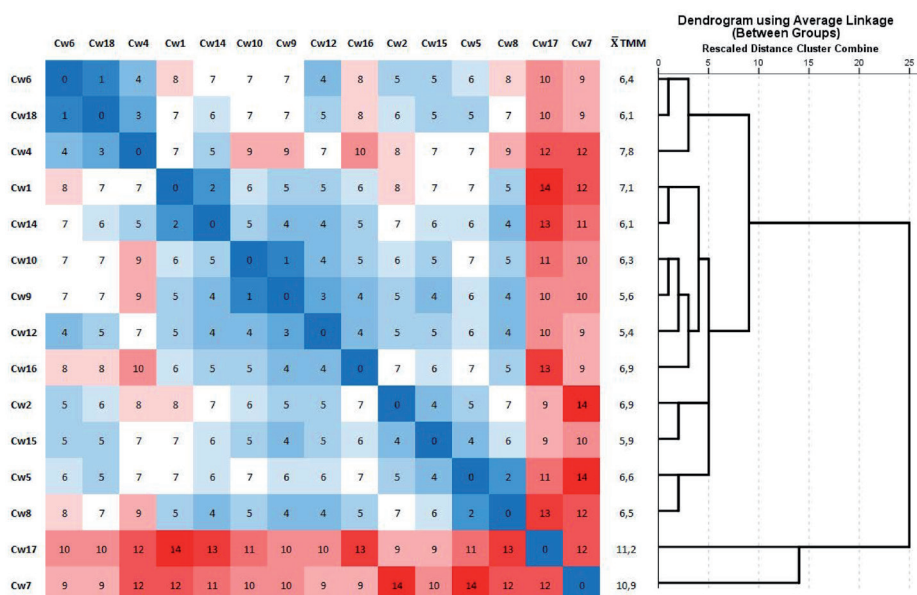 Dendrogram using Average Linkage
(Between Groups)
Rescaled Distance Cluster Combine
Cw6 Cw18 Cw4 Cw1 Cw14 Cw10 Cw9 Cw12 Cw16 Cw2 Cw15 Cw5 Cw8 Cw17 Cw7 X̅ TMM 0 5 10 15 20 25
Cw6 0 1 4 8 7 7 7 4 8 5 5 6 8 10 9 6,4
Cw18 1 0 3 7 6 7 7 5 8 6 5 5 7 10 9 6,1
Cw4 4 3 0 7 5 9 9 7 10 8 7 7 9 12 12 7,8
Cw1 8 7 7 0 2 6 5 5 6 8 7 7 5 14 12 7,1
Cw14 7 6 5 2 0 5 4 4 5 7 6 6 4 13 11 6,1
Cw10 7 7 9 6 5 0 1 4 5 6 5 7 5 11 10 6,3
Cw9 7 7 9 5 4 1 0 3 4 5 4 6 4 10 10 5,6
Cw12 4 5 7 5 4 4 3 0 4 5 5 6 4 10 9 5,4
Cw16 8 8 10 6 5 5 4 4 0 7 6 7 5 13 9 6,9
Cw2 5 6 8 8 7 6 5 5 7 0 4 5 7 9 14 6,9
Cw15 5 5 7 7 6 5 4 5 6 4 0 4 6 9 10 5,9
Cw5 6 5 7 7 6 7 6 6 7 5 4 0 2 11 14 6,6
Cw8 8 7 9 5 4 5 4 4 5 7 6 2 0 13 12 6,5
Cw17 10 10 12 14 13 11 10 10 13 9 9 11 13 0 12 11,2
Cw7 9 9 12 12 11 10 10 9 9 14 10 14 12 12 0 10,9